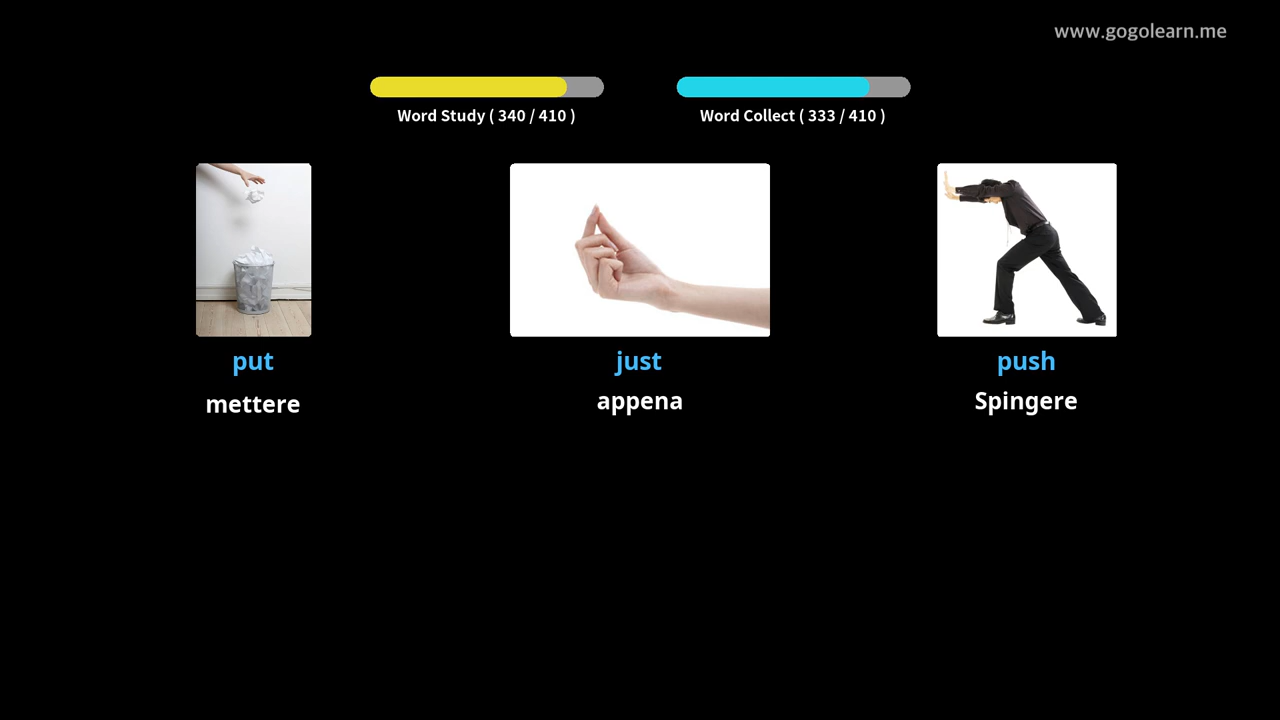 www.gogolearn.me
Word Study ( 340 / 410 )
Word Collect ( 333 / 410 )
put
just
push
mettere
appena
Spingere